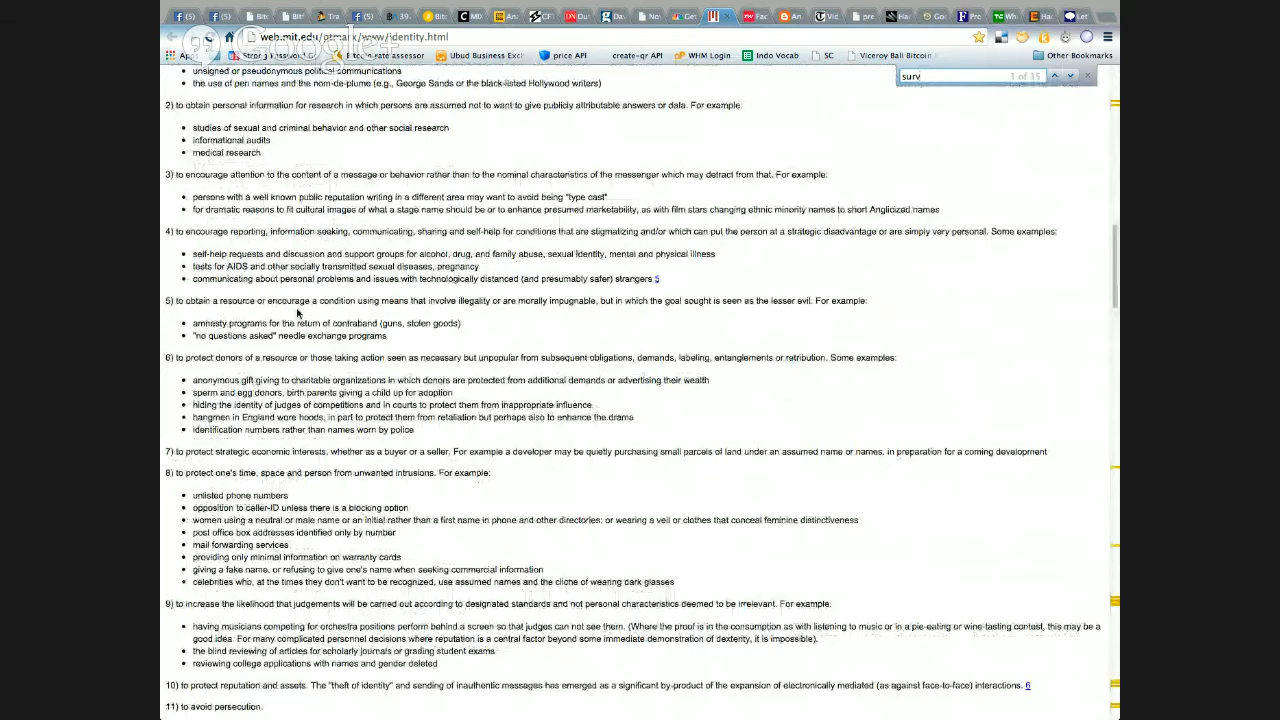 (5)
(5)
Bitc
Bitf
Tra
(5)
39.
Bitc
MD
An
CF
Du
Da
No
Get
Fac
An
Vid
pre
Ha
Go
Pro
Wh
Ha
Let
web.mit.edu/gtmarx/www/identity.html
Google+
Apps
Strong Password
Bitcoin rate alarm
Ubud Business Exc
price API
create-qr API
WHM Login
Indo Vocab
SC
Viceroy Bali Bitcoin
Other Bookmarks
surv
1 of 15
unsigned or pseudonymous political communications
the use of pen names and the nom-de-plume (e.g., George Sands or the black-listed Hollywood writers)
2) to obtain personal information for research in which persons are assumed not to want to give publicly attributable answers or data. For example:
studies of sexual and criminal behavior and other social research
informational audits
medical research
3) to encourage attention to the content of a message or behavior rather than to the nominal characteristics of the messenger which may detract from that. For example:
persons with a well known public reputation writing in a different area may want to avoid being "type cast"
for dramatic reasons to fit cultural images of what a stage name should be or to enhance presumed marketability, as with film stars changing ethnic minority names to short Anglicized names
4) to encourage reporting, information seeking, communicating, sharing and self-help for conditions that are stigmatizing and/or which can put the person at a strategic disadvantage or are simply very personal. Some examples:
self-help requests and discussion and support groups for alcohol, drug, and family abuse, sexual identity, mental and physical illness
tests for AIDS and other socially transmitted sexual diseases, pregnancy
communicating about personal problems and issues with technologically distanced (and presumably safer) strangers 5
5) to obtain a resource or encourage a condition using means that involve illegality or are morally impugnable, but in which the goal sought is seen as the lesser evil. For example:
amnesty programs for the return of contraband (guns, stolen goods)
"no questions asked" needle exchange programs
6) to protect donors of a resource or those taking action seen as necessary but unpopular from subsequent obligations, demands, labeling, entanglements or retribution. Some examples:
anonymous gift giving to charitable organizations in which donors are protected from additional demands or advertising their wealth
sperm and egg donors, birth parents giving a child up for adoption
hiding the identity of judges of competitions and in courts to protect them from inappropriate influence
hangmen in England wore hoods, in part to protect them from retaliation but perhaps also to enhance the drama
identification numbers rather than names worn by police
7) to protect strategic economic interests, whether as a buyer or a seller. For example a developer may be quietly purchasing small parcels of land under an assumed name or names, in preparation for a coming development
8) to protect one's time, space and person from unwanted intrusions. For example:
unlisted phone numbers
opposition to caller-ID unless there is a blocking option
women using a neutral or male name or an initial rather than a first name in phone and other directories; or wearing a veil or clothes that conceal feminine distinctiveness
post office box addresses identified only by number
mail forwarding services
providing only minimal information on warranty cards
giving a fake name, or refusing to give one's name when seeking commercial information
celebrities who, at the times they don't want to be recognized, use assumed names and the cliche of wearing dark glasses
9) to increase the likelihood that judgements will be carried out according to designated standards and not personal characteristics deemed to be irrelevant. For example:
having musicians competing for orchestra positions perform behind a screen so that judges can not see them. (Where the proof is in the consumption as with listening to music or in a pie-eating or wine-tasting contest, this may be a
good idea. For many complicated personnel decisions where reputation is a central factor beyond some immediate demonstration of dexterity, it is impossible).
the blind reviewing of articles for scholarly journals or grading student exams
reviewing college applications with names and gender deleted
10) to protect reputation and assets. The "theft of identity" and sending of inauthentic messages has emerged as a significant by-product of the expansion of electronically mediated (as against face-to-face) interactions. 6
11) to avoid persecution.